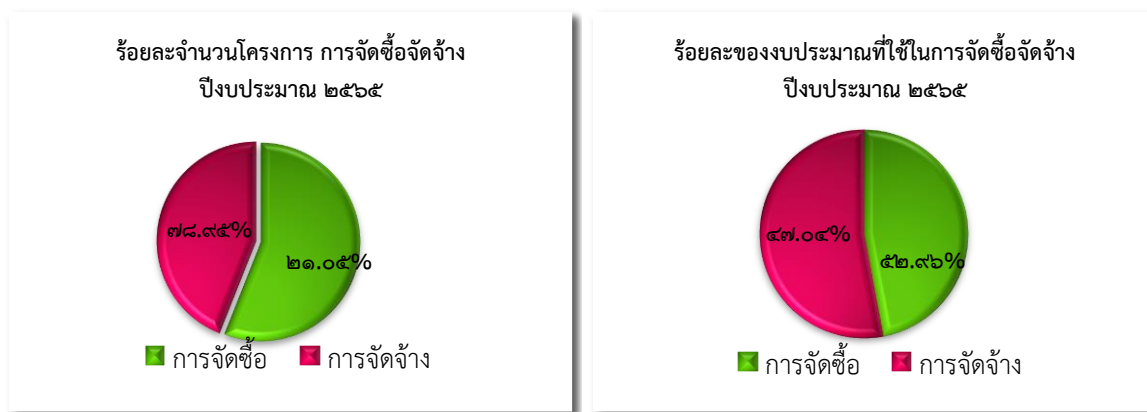 ร้อยละจำนวนโครงการ การจัดซื้อจัดจ้าง
ปีงบประมาณ ๒๕๖๕
๗๘.๙๕%
๒๑.๐๕%
การจัดซื้อ
การจัดจ้าง
ร้อยละของงบประมาณที่ใช้ในการจัดซื้อจัดจ้าง
ปีงบประมาณ ๒๕๖๕
๔๗.๐๔%
๕๒.๙๖%
การจัดซื้อ
การจัดจ้าง